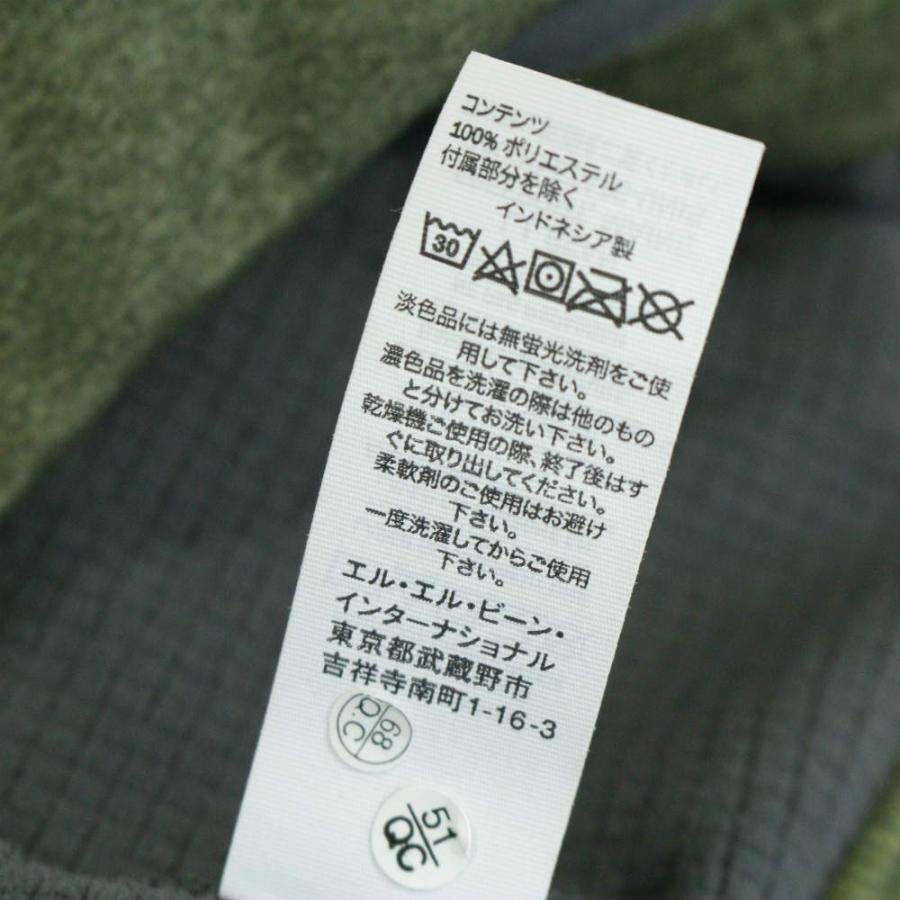 コンテンツ
100% ポリエステル
付属部分を除く
インドネシア製
30
淡色品には無蛍光洗剤をご使
用して下さい。
濃色品を洗濯の際は他のもの
と分けてお洗い下さい。
乾燥機ご使用の際、終了後はす
ぐに取り出してください。
柔軟剤のご使用はお避け
下さい。
一度洗濯してからご使用
下さい。
エル・エル・ビーン・
インターナショナル
東京都武蔵野市
吉祥寺南町1-16-3
68
Q.C
51
QC